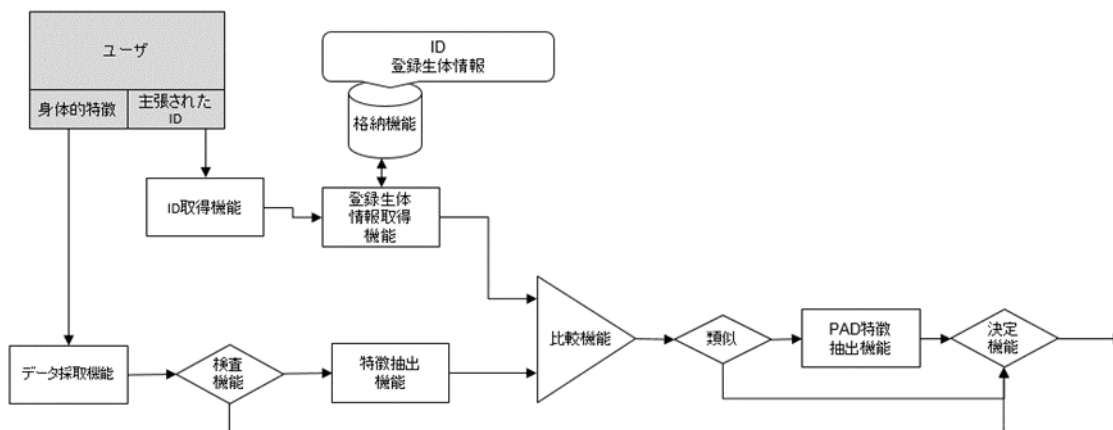 ユーザ
身体的特徴
主張された
ID
ID
登録生体情報
格納機能
ID取得機能
登録生体
情報取得
機能
データ採取機能
検査
機能
特徴抽出
機能
比較機能
類似
PAD特徴
抽出機能
決定
機能